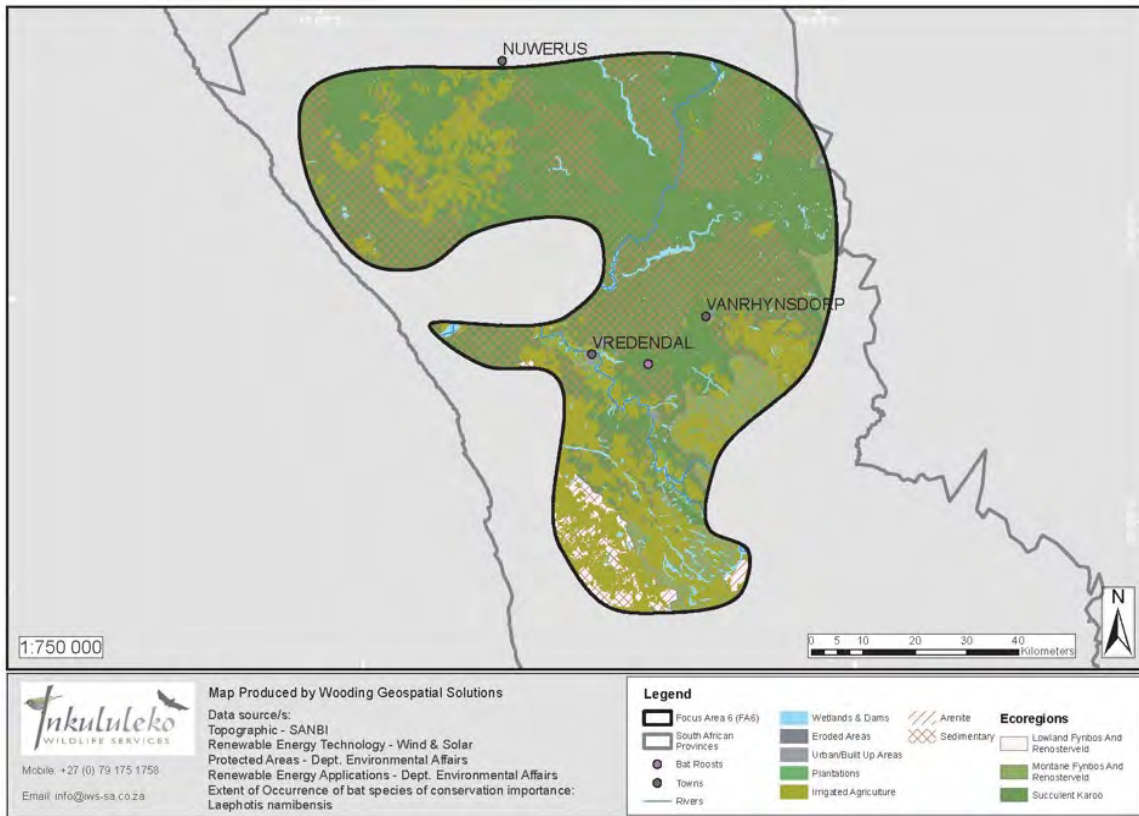 NUWERUS
VANRHYNSDORP
VREDENDAL
1:750 000
N
0 5 10 20 30 40
Kilometers
Inkululeko
WILDLIFE SERVICES
Mobile: +27 (0) 79 175 1758
Email: info@iws-sa.co.za
Map Produced by Wooding Geospatial Solutions
Data source/s:
Topographic - SANBI
Renewable Energy Technology - Wind & Solar
Protected Areas - Dept. Environmental Affairs
Renewable Energy Applications - Dept. Environmental Affairs
Extent of Occurrence of bat species of conservation importance:
Laephotis namibensis
Legend
Focus Area 6 (FA6)
South African
Provinces
Bat Roosts
Towns
Rivers
Wetlands & Dams
Eroded Areas
Urban/Built Up Areas
Plantations
Irrigated Agriculture
Arenite
Sedimentary
Ecoregions
Lowland Fynbos And
Renosterveld
Montane Fynbos And
Renosterveld
Succulent Karoo